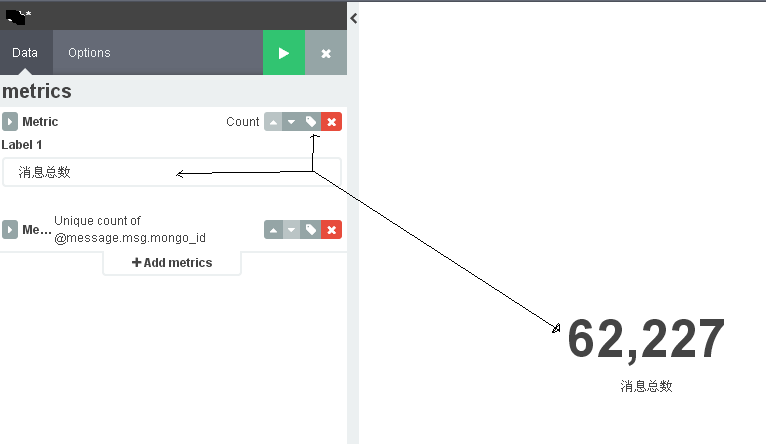 *
Data Options
metrics
Metric Count
Label 1
消息总数
Me... Unique count of
@message.msg.mongo_id
Add metrics
62,227
消息总数